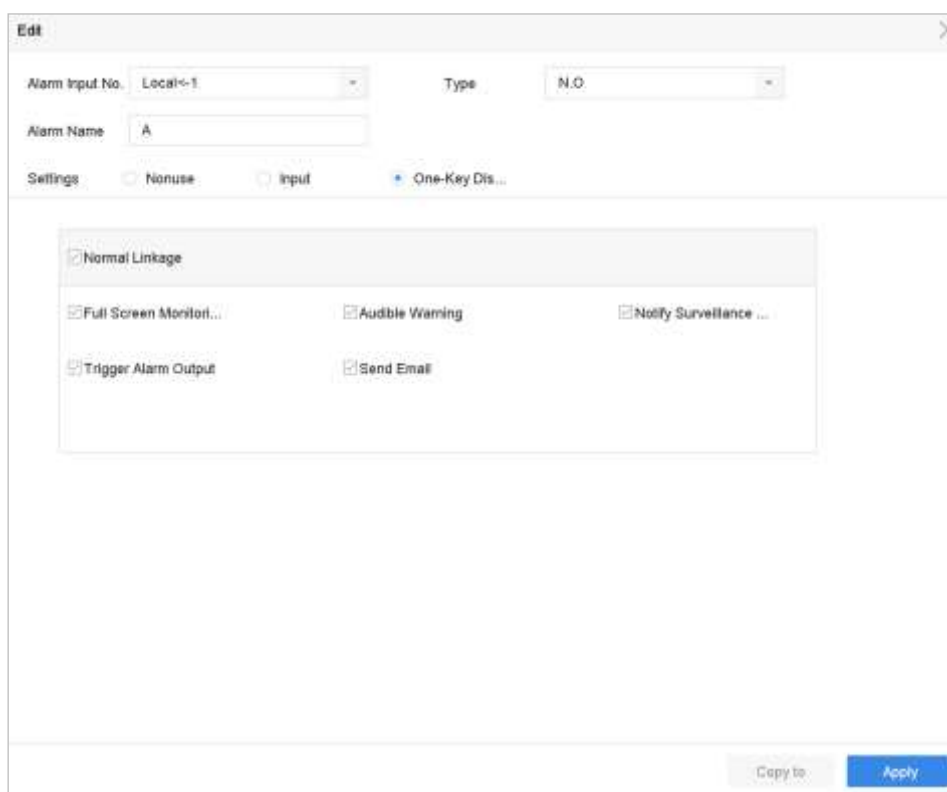 Edit
Alarm Input No. Local<-1 Type N.O
Alarm Name A
Settings Nonuse Input One-Key Dis...
Normal Linkage
Full Screen Monitori... Audible Warning Notify Surveillance ...
Trigger Alarm Output Send Email
Copy to Apply